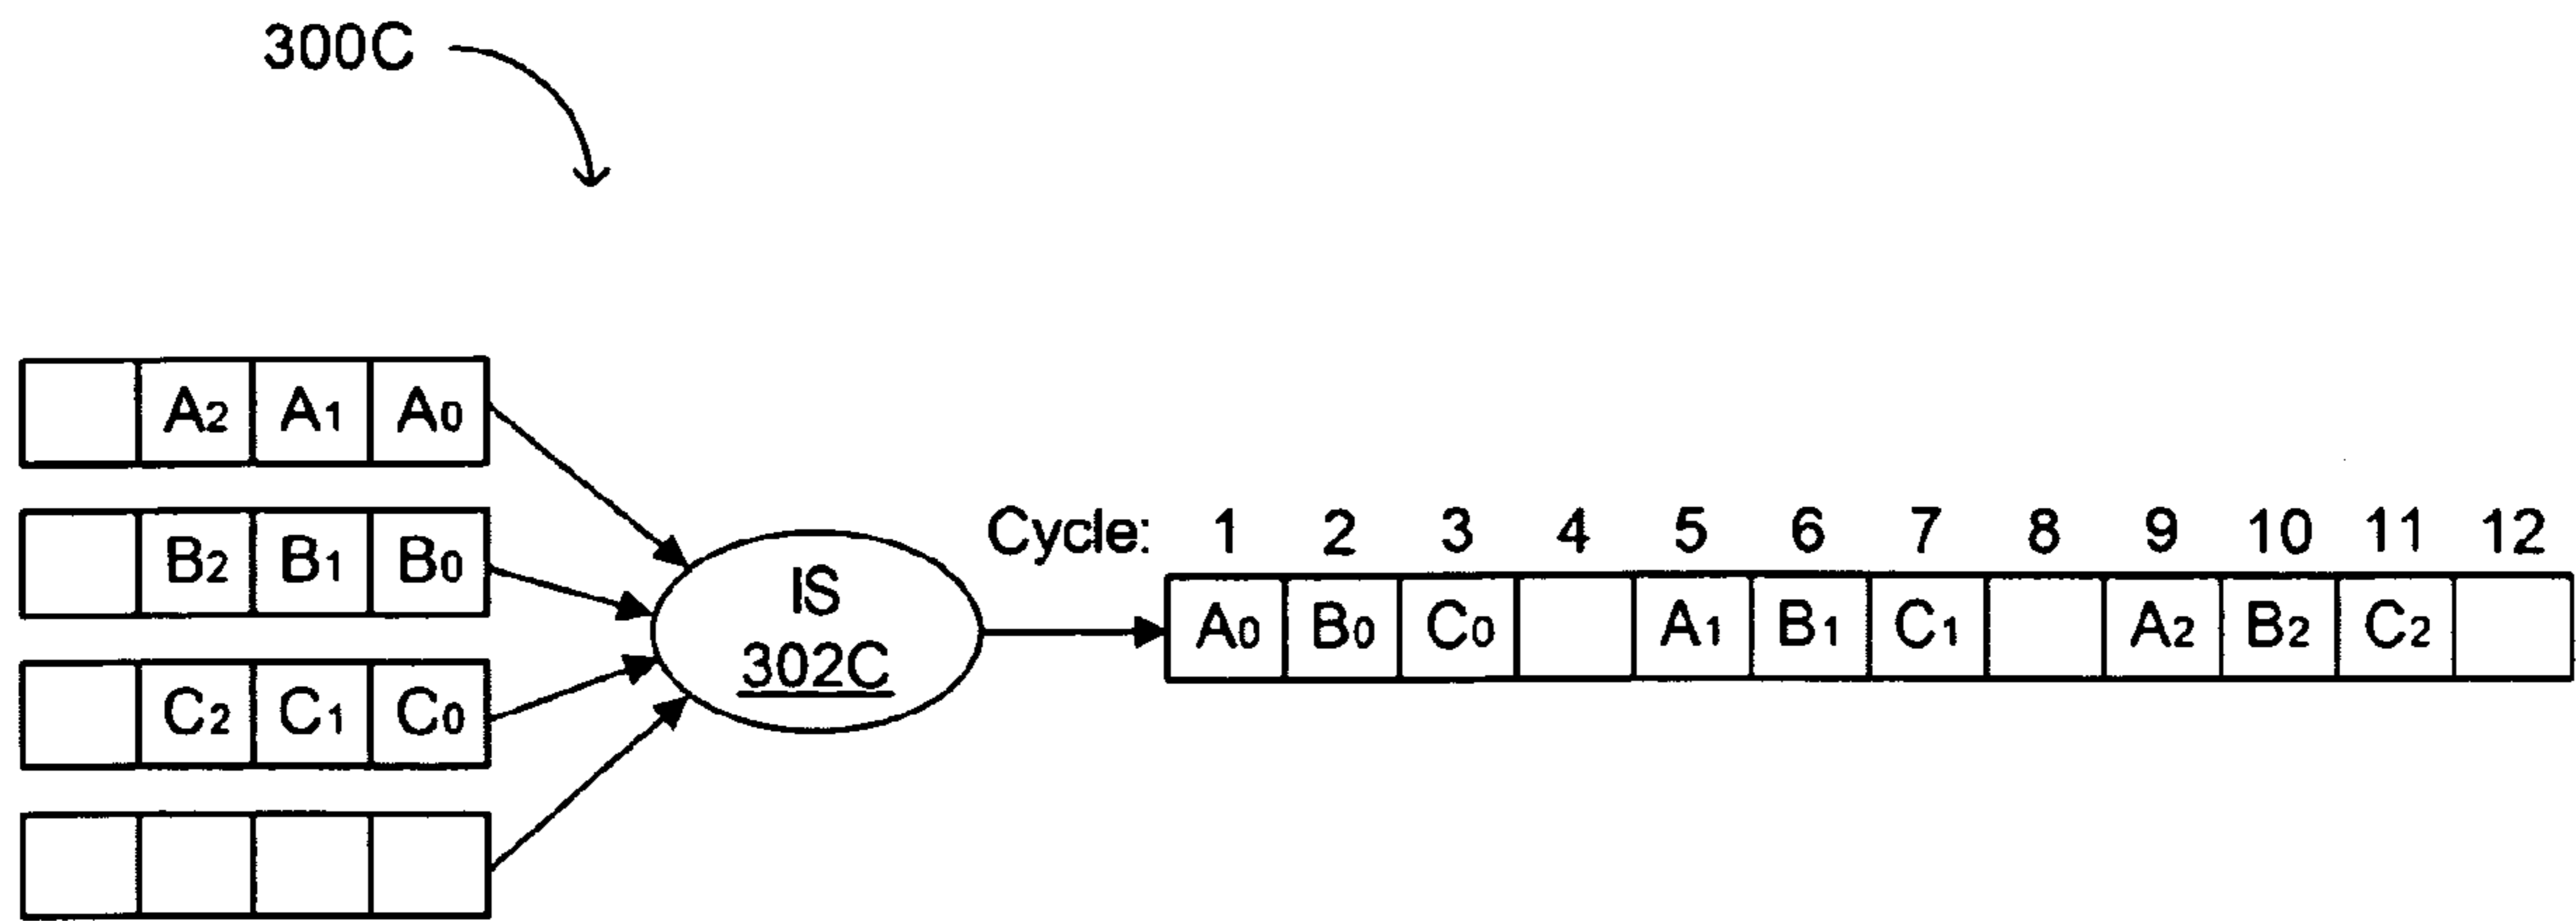 300C
A2 A1 A0
B2 B1 B0
C2 C1 C0
IS
302C
Cycle: 1 2 3 4 5 6 7 8 9 10 11 12
A0 B0 C0 A1 B1 C1 A2 B2 C2